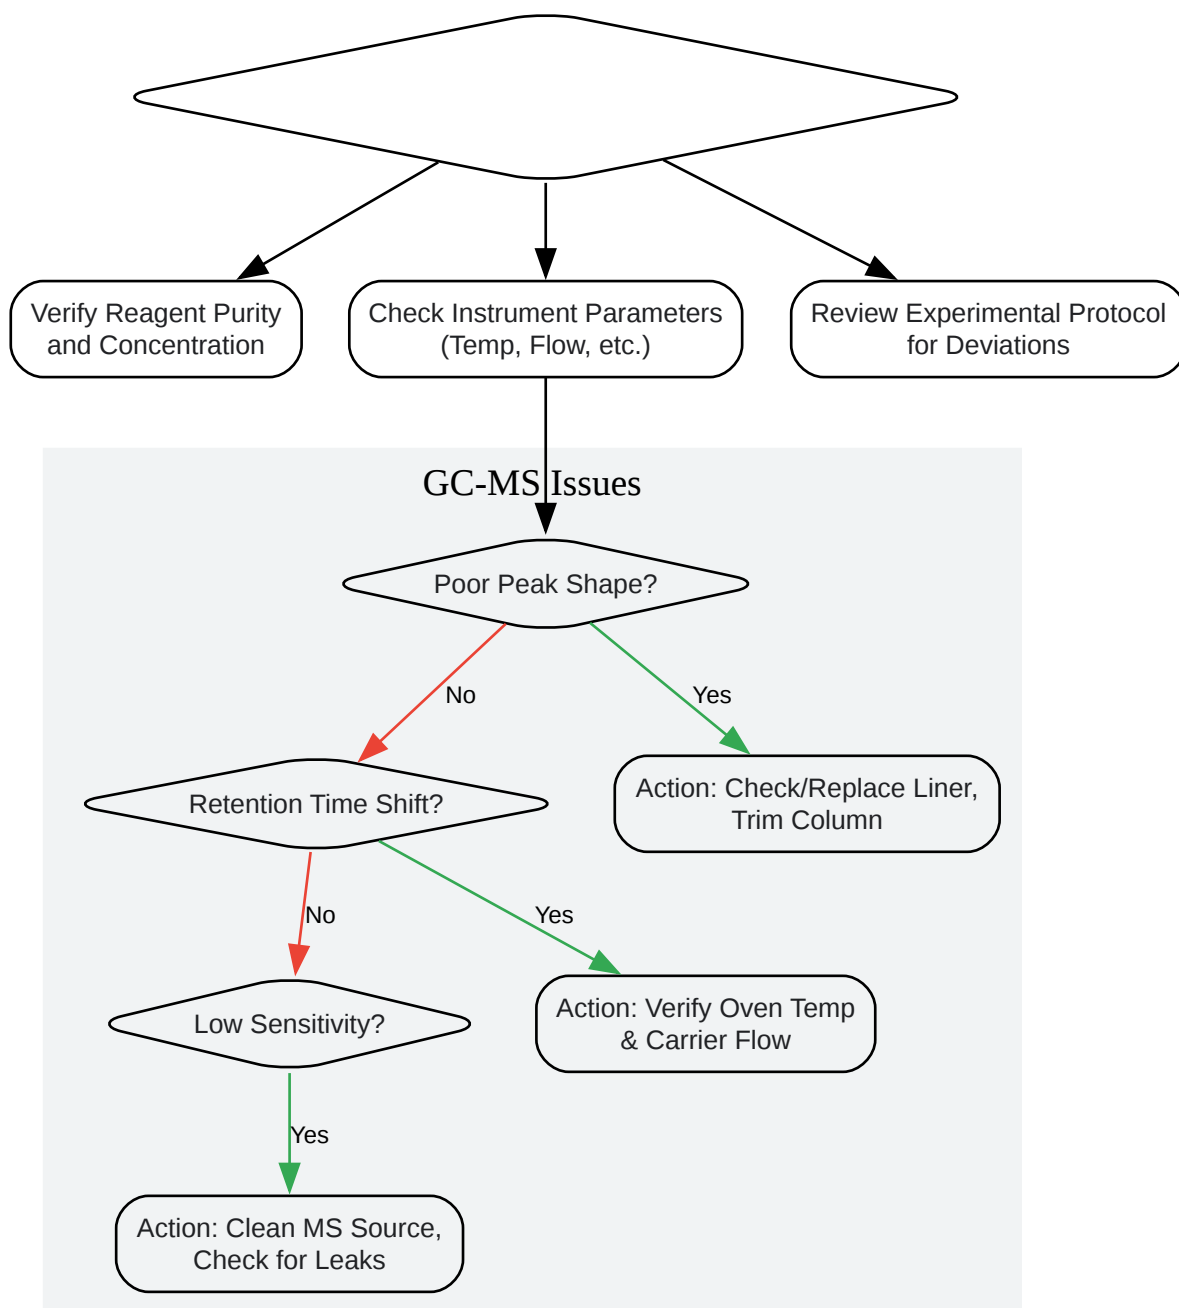 Verify Reagent Purity
and Concentration
Check Instrument Parameters
(Temp, Flow, etc.)
Review Experimental Protocol
for Deviations
GC-MS Issues
Poor Peak Shape?
No
Yes
Action: Check/Replace Liner,
Trim Column
Retention Time Shift?
No
Yes
Action: Verify Oven Temp
& Carrier Flow
Low Sensitivity?
Yes
Action: Clean MS Source,
Check for Leaks